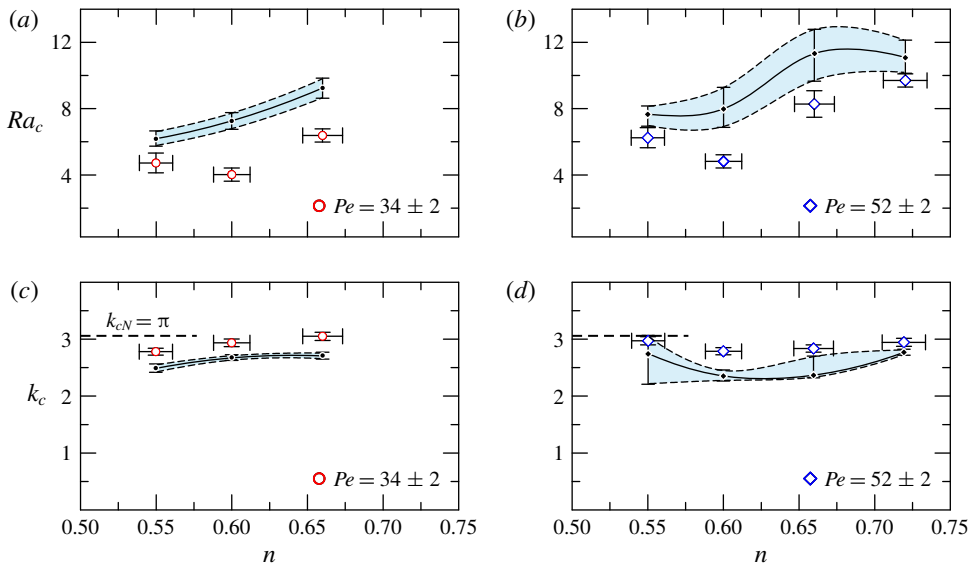 (a)
(b)
12
12
8
8
Ra_c
4
4
Pe = 34 ± 2
Pe = 52 ± 2
(c)
(d)
k_cN = π
3
3
2
2
k_c
1
1
Pe = 34 ± 2
Pe = 52 ± 2
0.50 0.55 0.60 0.65 0.70 0.75
0.50 0.55 0.60 0.65 0.70 0.75
n
n